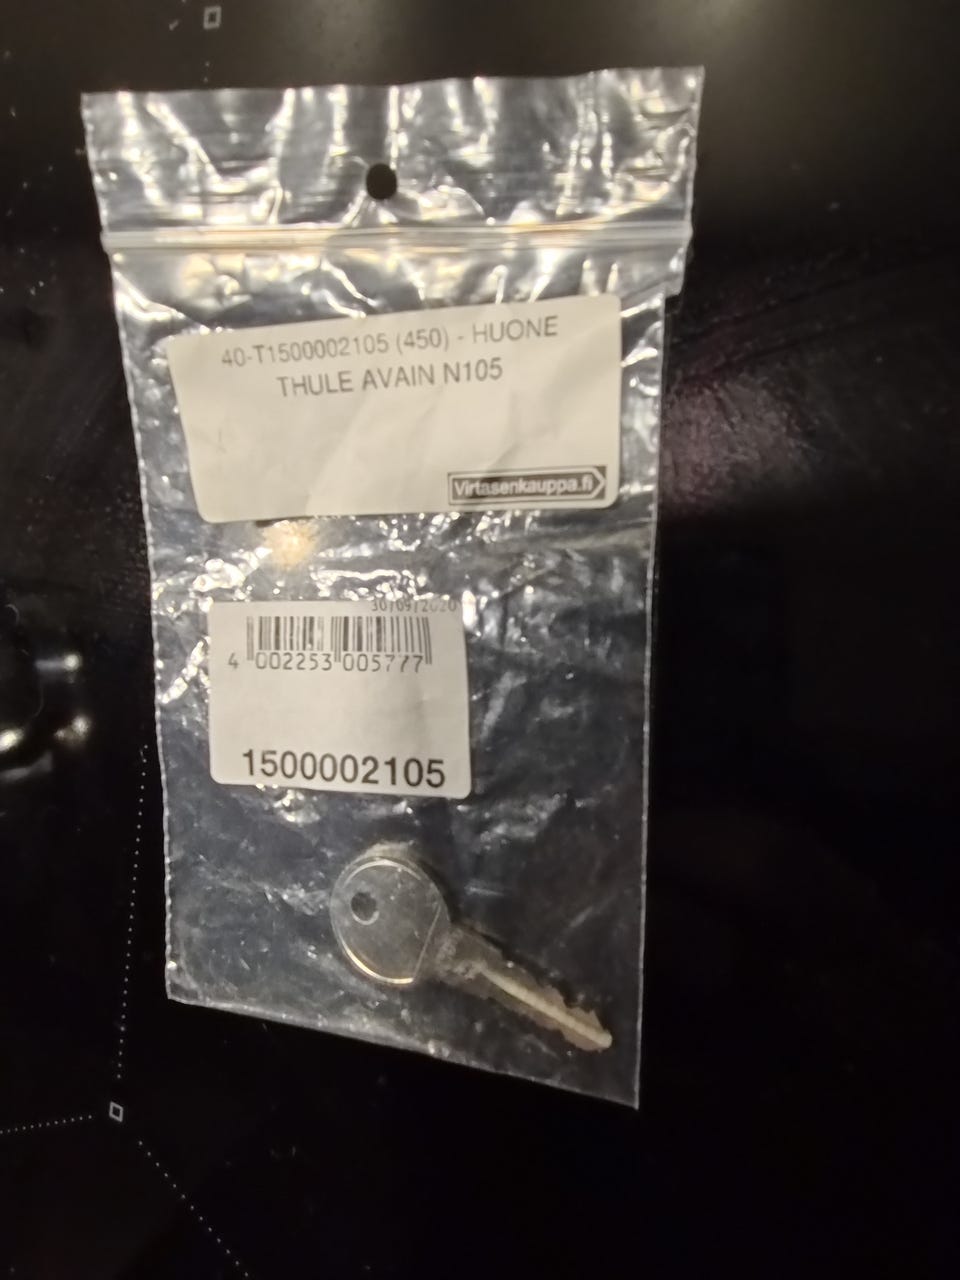 40-T1500002105 (450) - HUONE
THULE AVAIN N105
Virtasenkauppa.fi
30/09/2020
4 002253 005777
1500002105